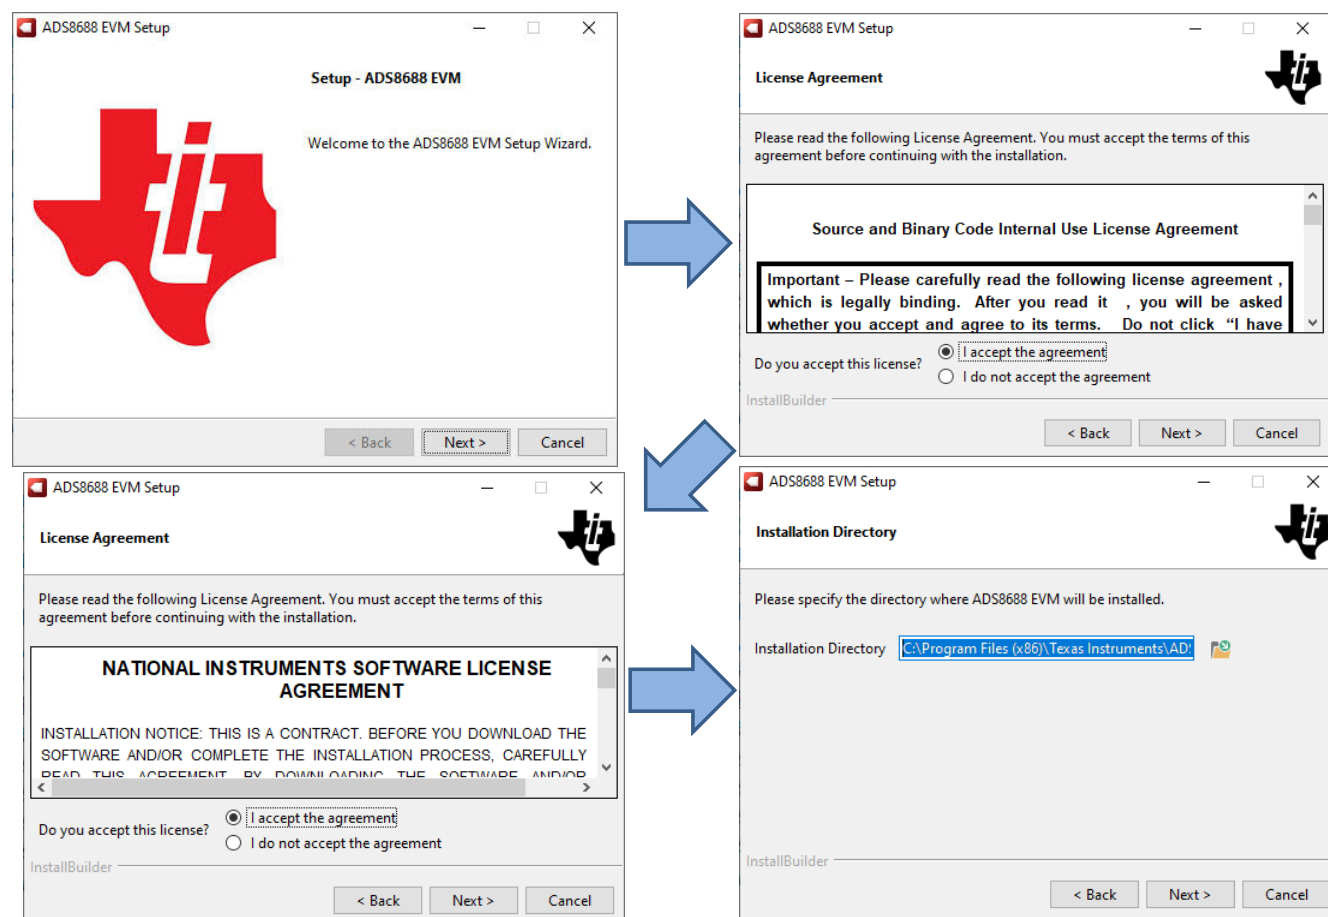 ADS8688 EVM Setup
Setup - ADS8688 EVM
Welcome to the ADS8688 EVM Setup Wizard.
< Back
Next >
Cancel
ADS8688 EVM Setup
License Agreement
Please read the following License Agreement. You must accept the terms of this
agreement before continuing with the installation.
Source and Binary Code Internal Use License Agreement
Important – Please carefully read the following license agreement ,
which is legally binding. After you read it , you will be asked
whether you accept and agree to its terms. Do not click “I have
Do you accept this license?
I accept the agreement
I do not accept the agreement
InstallBuilder
< Back
Next >
Cancel
ADS8688 EVM Setup
License Agreement
Please read the following License Agreement. You must accept the terms of this
agreement before continuing with the installation.
NATIONAL INSTRUMENTS SOFTWARE LICENSE
AGREEMENT
INSTALLATION NOTICE: THIS IS A CONTRACT. BEFORE YOU DOWNLOAD THE
SOFTWARE AND/OR COMPLETE THE INSTALLATION PROCESS, CAREFULLY
READ THIS AGREEMENT. BY DOWNLOADING THE SOFTWARE AND/OR
Do you accept this license?
I accept the agreement
I do not accept the agreement
InstallBuilder
< Back
Next >
Cancel
ADS8688 EVM Setup
Installation Directory
Please specify the directory where ADS8688 EVM will be installed.
Installation Directory
C:\Program Files (x86)\Texas Instruments\AD
InstallBuilder
< Back
Next >
Cancel